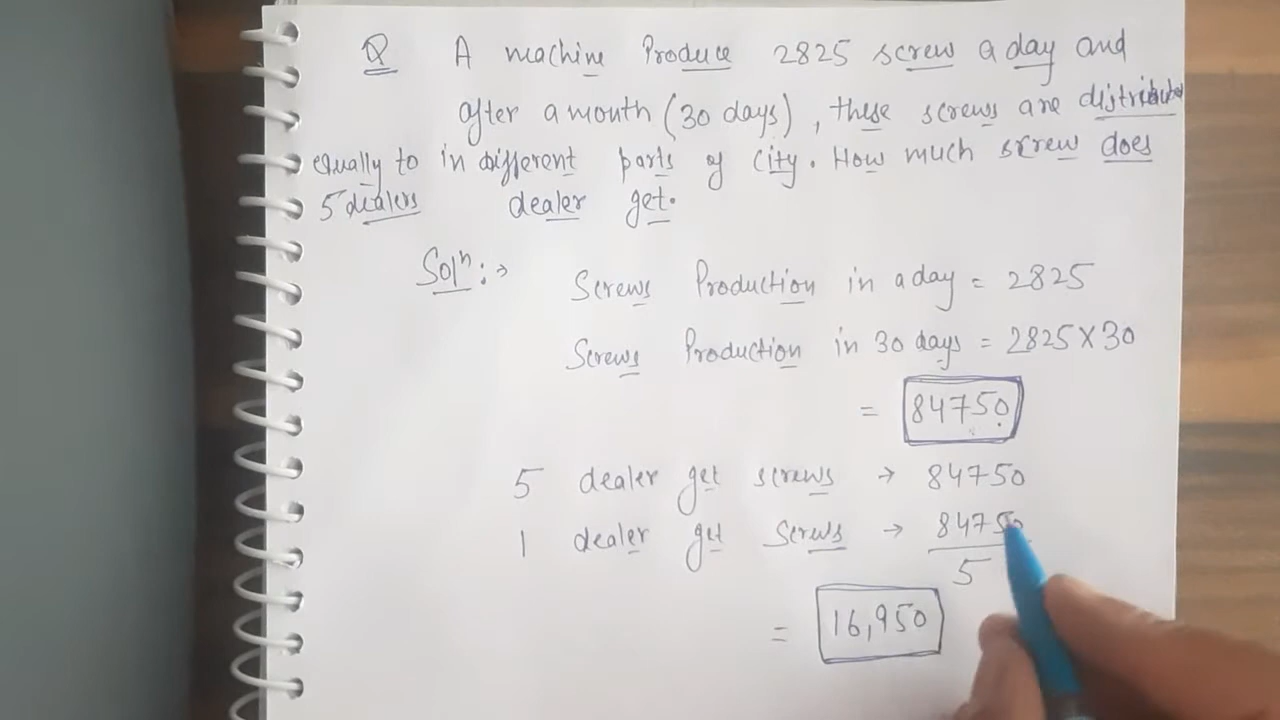 Q A machine Produce 2825 screw a day and
after a month (30 days), these screws are distributed
equally to in different parts of city. How much screw does
5 dealers dealer get.
Solⁿ :→ Screws Production in a day = 2825
Screws Production in 30 days = 2825 X 30
= 84750
5 dealer get screws → 84750
1 dealer get Screws → 84750
5
= 16,950